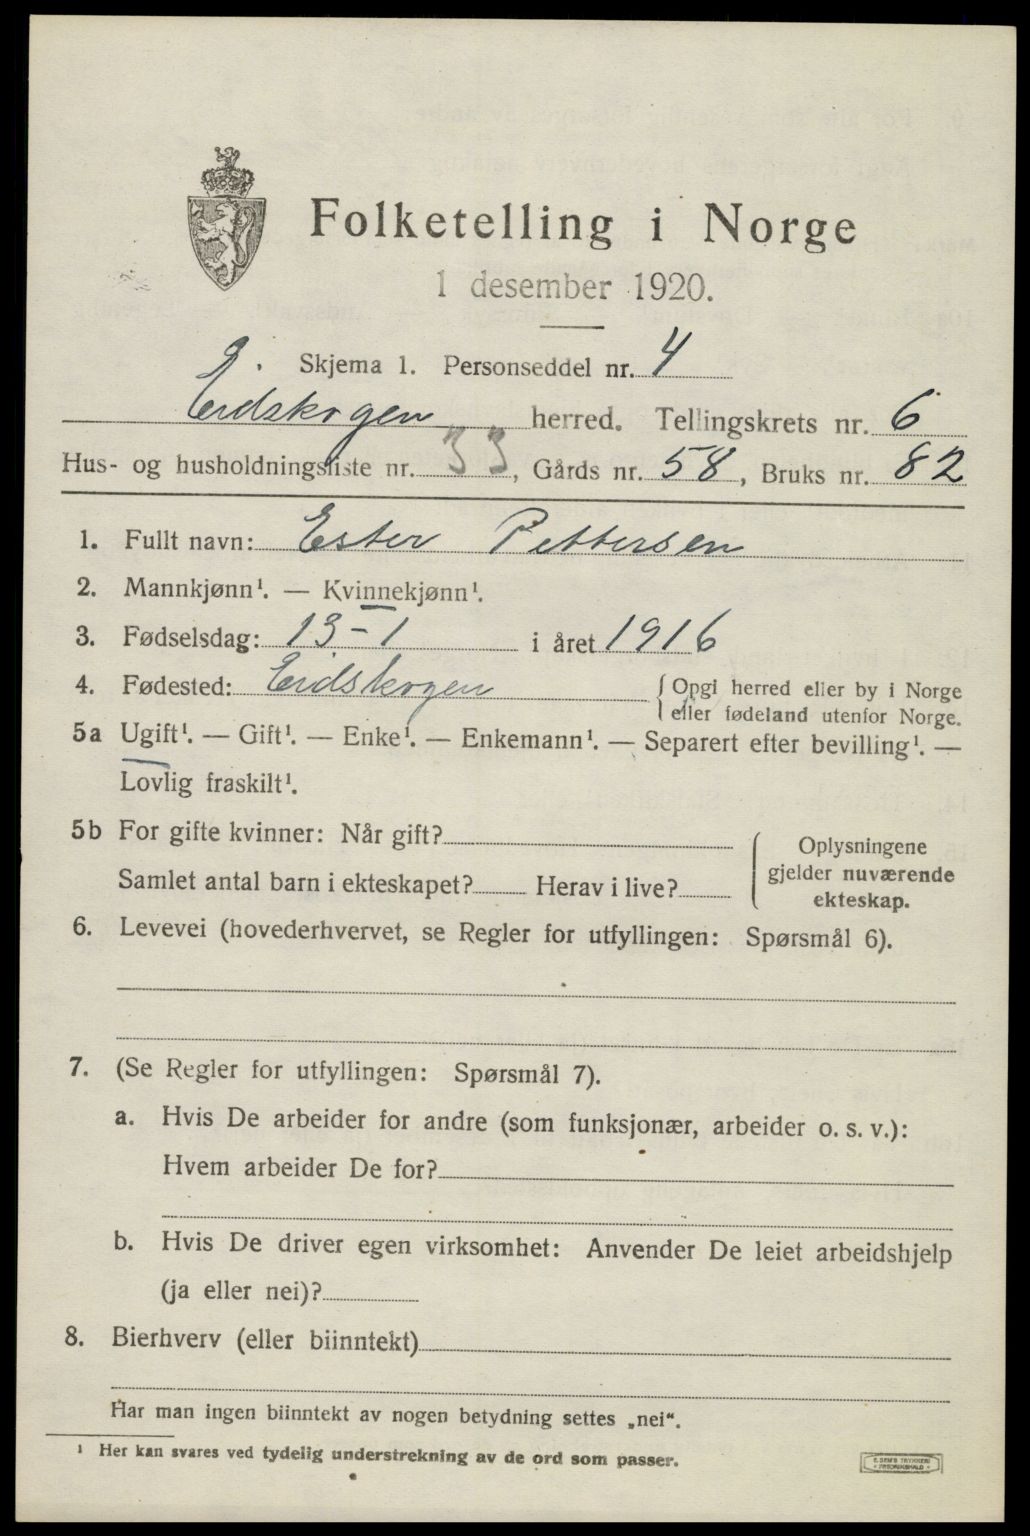 Folketelling i Norge
1 desember 1920.
E. Skjema 1. Personseddel nr. 4
Eidskogen herred. Tellingskrets nr. 6
Hus- og husholdningsliste nr. 33, Gårds nr. 58, Bruks nr. 82
1. Fullt navn: Ester Pettersen
2. Mannkjønn¹. — Kvinnekjønn¹.
3. Fødselsdag: 13-1 i året 1916
4. Fødested: Eidskogen { Opgi herred eller by i Norge
eller fødeland utenfor Norge.
5a Ugift¹. — Gift¹. — Enke¹. — Enkemann¹. — Separert efter bevilling¹. —
Lovlig fraskilt¹.
5b For gifte kvinner: Når gift?
Samlet antal barn i ekteskapet? Herav i live?
Oplysningene
gjelder nuværende
ekteskap.
6. Levevei (hovederhvervet, se Regler for utfyllingen: Spørsmål 6).
7. (Se Regler for utfyllingen: Spørsmål 7).
a. Hvis De arbeider for andre (som funksjonær, arbeider o. s. v.):
Hvem arbeider De for?
b. Hvis De driver egen virksomhet: Anvender De leiet arbeidshjelp
(ja eller nei)?
8. Bierhverv (eller biinntekt)
Har man ingen biinntekt av nogen betydning settes „nei“.
¹ Her kan svares ved tydelig understrekning av de ord som passer.
E. SEM'S TRYKKERI
FREDRIKSHALD